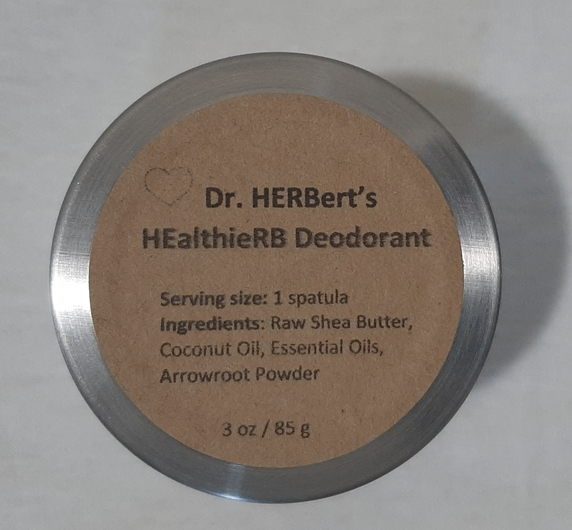 Dr. HERBert's
HEalthieRB Deodorant
Serving size: 1 spatula
Ingredients: Raw Shea Butter,
Coconut Oil, Essential Oils,
Arrowroot Powder
3 oz / 85 g